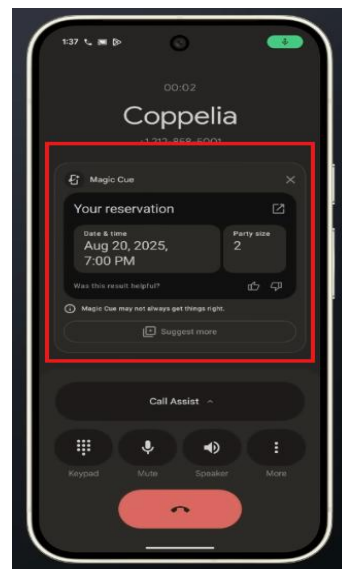 1:37
00:02
Coppelia
Magic Cue
Your reservation
Date & time
Aug 20, 2025,
7:00 PM
Party size
2
Was this result helpful?
Magic Cue may not always get things right.
Suggest more
Call Assist
Keypad
Mute
Speaker
More